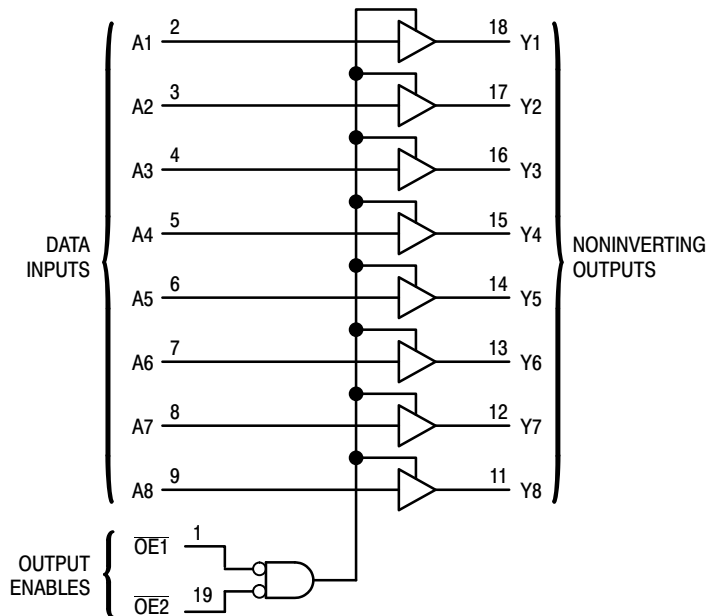 A1 2 18 Y1
A2 3 17 Y2
A3 4 16 Y3
A4 5 15 Y4
DATA
INPUTS
NONINVERTING
OUTPUTS
A5 6 14 Y5
A6 7 13 Y6
A7 8 12 Y7
A8 9 11 Y8
OUTPUT
ENABLES
O̅E̅1̅ 1
O̅E̅2̅ 19